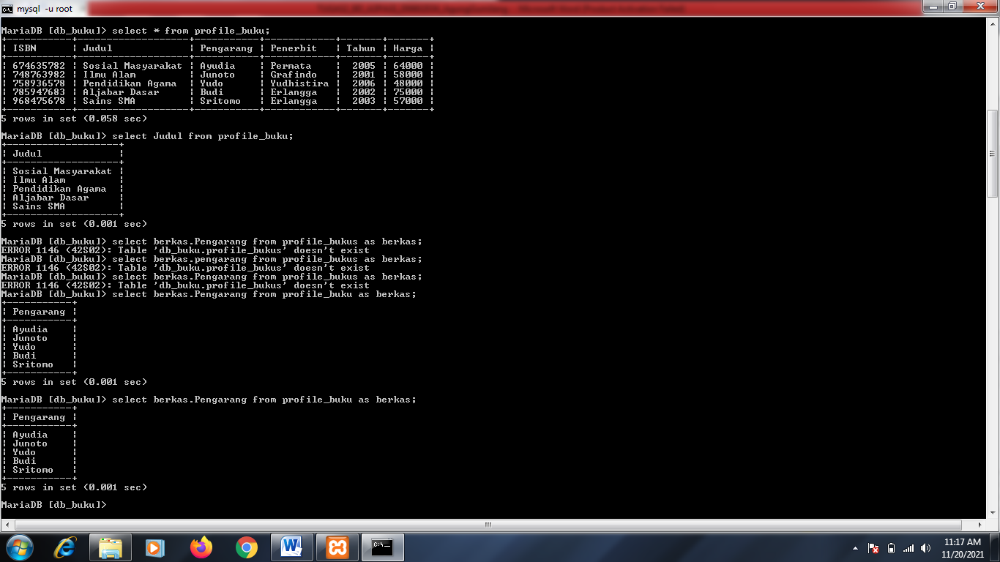 mysql -u root
MariaDB [db_buku]> select * from profile_buku;
+-----------+-------------------+-----------+------------+-------+-------+
| ISBN | Judul | Pengarang | Penerbit | Tahun | Harga |
+-----------+-------------------+-----------+------------+-------+-------+
| 674635782 | Sosial Masyarakat | Ayudia | Permata | 2005 | 64000 |
| 748763982 | Ilmu Alam | Junoto | Grafindo | 2001 | 58000 |
| 758936578 | Pendidikan Agama | Yudo | Yudhistira | 2006 | 48000 |
| 785947683 | Aljabar Dasar | Budi | Erlangga | 2002 | 75000 |
| 968475678 | Sains SMA | Sritomo | Erlangga | 2003 | 57000 |
+-----------+-------------------+-----------+------------+-------+-------+
5 rows in set (0.058 sec)
MariaDB [db_buku]> select Judul from profile_buku;
+-------------------+
| Judul |
+-------------------+
| Sosial Masyarakat |
| Ilmu Alam |
| Pendidikan Agama |
| Aljabar Dasar |
| Sains SMA |
+-------------------+
5 rows in set (0.001 sec)
MariaDB [db_buku]> select berkas.Pengarang from profile_bukus as berkas;
ERROR 1146 (42S02): Table 'db_buku.profile_bukus' doesn't exist
MariaDB [db_buku]> select berkas.pengarang from profile_bukus as berkas;
ERROR 1146 (42S02): Table 'db_buku.profile_bukus' doesn't exist
MariaDB [db_buku]> select berkas.Pengarang from profile_bukus as berkas;
ERROR 1146 (42S02): Table 'db_buku.profile_bukus' doesn't exist
MariaDB [db_buku]> select berkas.Pengarang from profile_buku as berkas;
+-----------+
| Pengarang |
+-----------+
| Ayudia |
| Junoto |
| Yudo |
| Budi |
| Sritomo |
+-----------+
5 rows in set (0.001 sec)
MariaDB [db_buku]> select berkas.Pengarang from profile_buku as berkas;
+-----------+
| Pengarang |
+-----------+
| Ayudia |
| Junoto |
| Yudo |
| Budi |
| Sritomo |
+-----------+
5 rows in set (0.001 sec)
MariaDB [db_buku]>
11:17 AM
11/20/2021